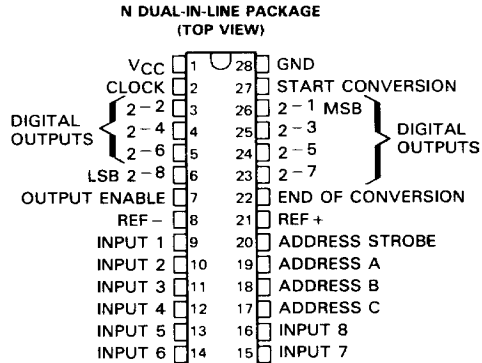 N DUAL-IN-LINE PACKAGE
(TOP VIEW)
VCC 1 28 GND
CLOCK 2 27 START CONVERSION
2-2 3 26 2-1 MSB
DIGITAL OUTPUTS 2-4 4 25 2-3 DIGITAL OUTPUTS
2-6 5 24 2-5
LSB 2-8 6 23 2-7
OUTPUT ENABLE 7 22 END OF CONVERSION
REF- 8 21 REF+
INPUT 1 9 20 ADDRESS STROBE
INPUT 2 10 19 ADDRESS A
INPUT 3 11 18 ADDRESS B
INPUT 4 12 17 ADDRESS C
INPUT 5 13 16 INPUT 8
INPUT 6 14 15 INPUT 7